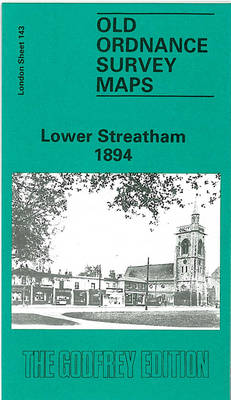 London Sheet 143
OLD
ORDNANCE
SURVEY
MAPS
Lower Streatham
1894
THE GODFREY EDITION